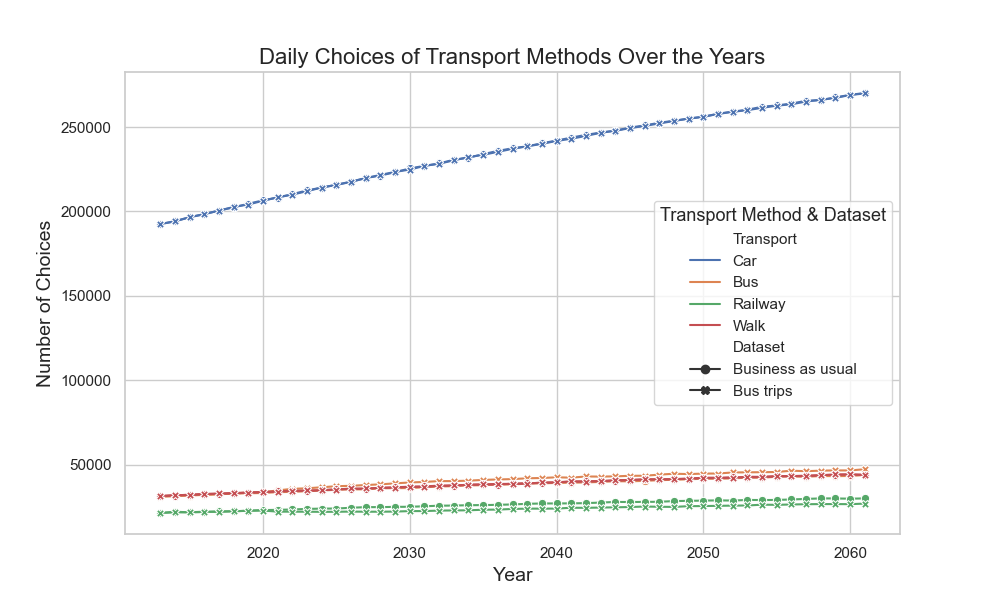 Daily Choices of Transport Methods Over the Years
Number of Choices
250000
200000
150000
100000
50000
Transport Method & Dataset
Transport
Car
Bus
Railway
Walk
Dataset
Business as usual
Bus trips
2020
2030
2040
2050
2060
Year